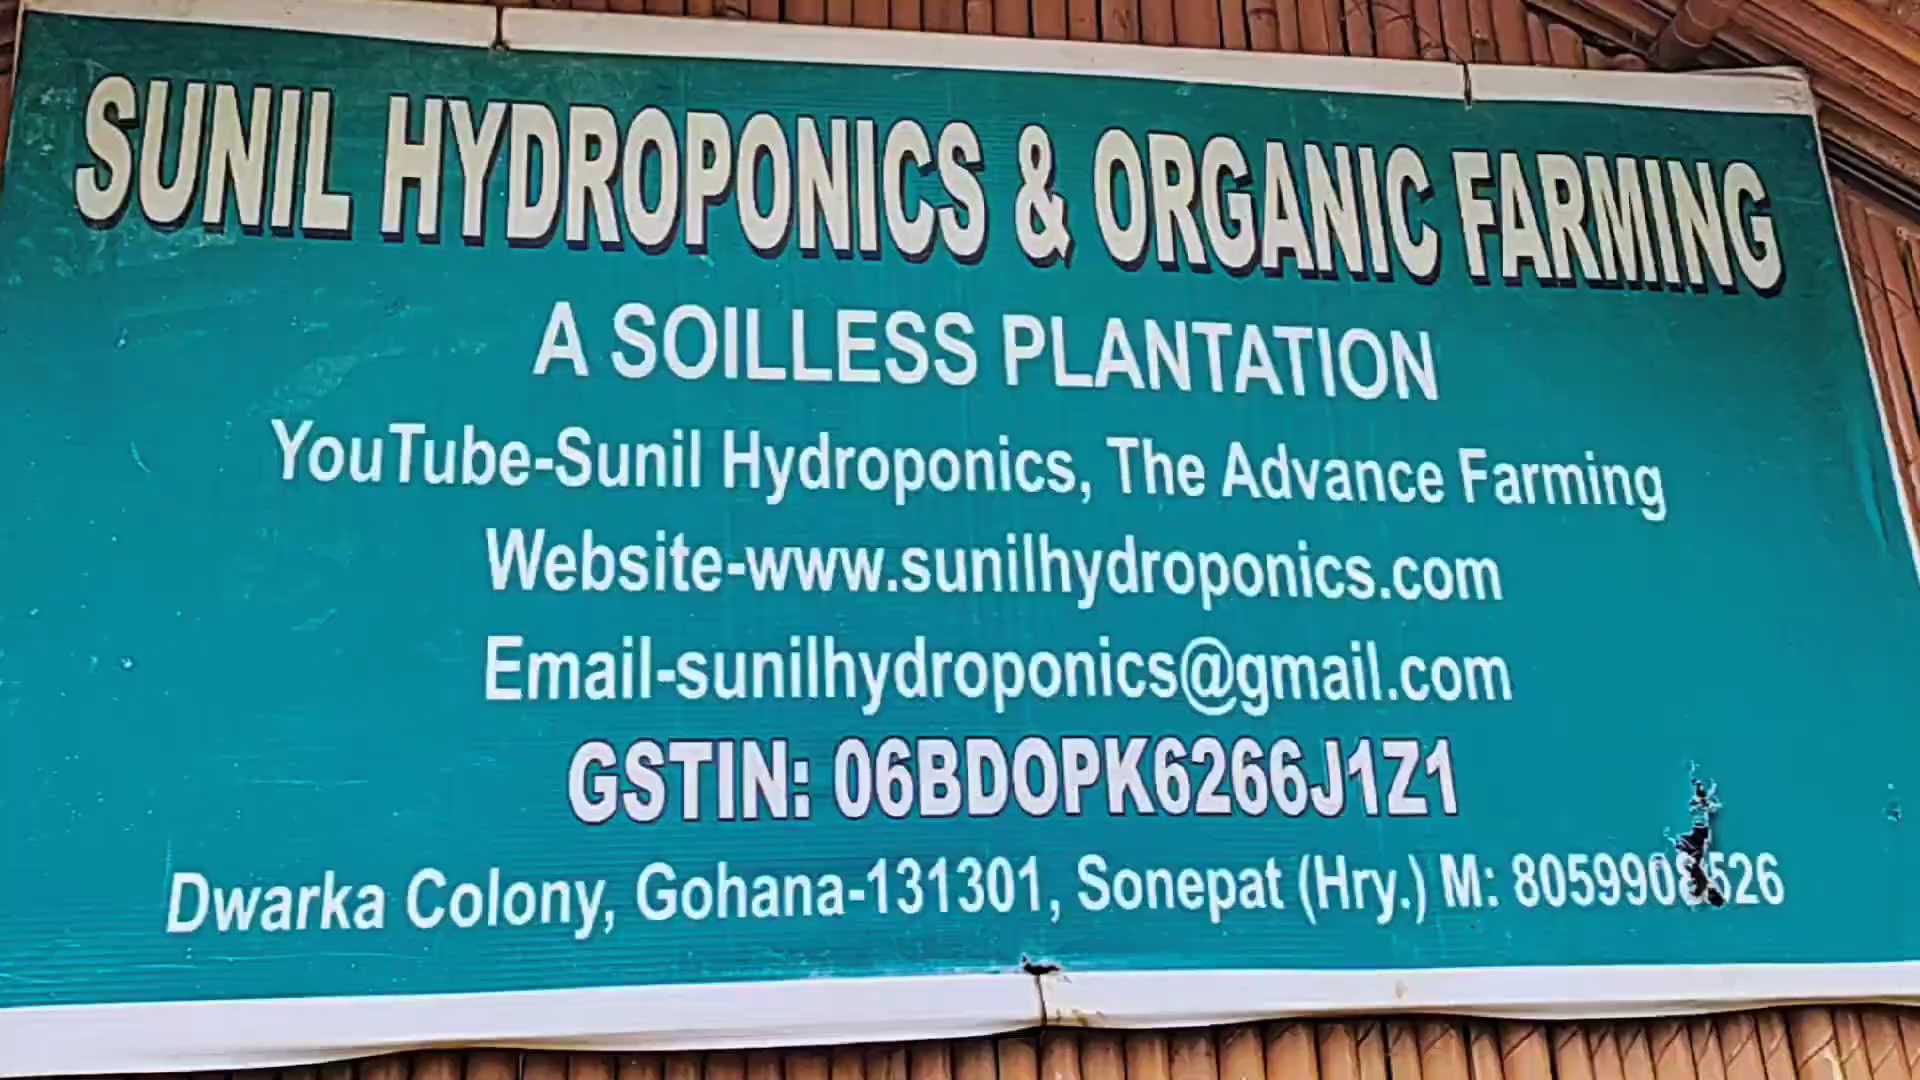 SUNIL HYDROPONICS & ORGANIC FARMING
A SOILLESS PLANTATION
YouTube-Sunil Hydroponics, The Advance Farming
Website-www.sunilhydroponics.com
Email-sunilhydroponics@gmail.com
GSTIN: 06BDOPK6266J1Z1
Dwarka Colony, Gohana-131301, Sonepat (Hry.) M: